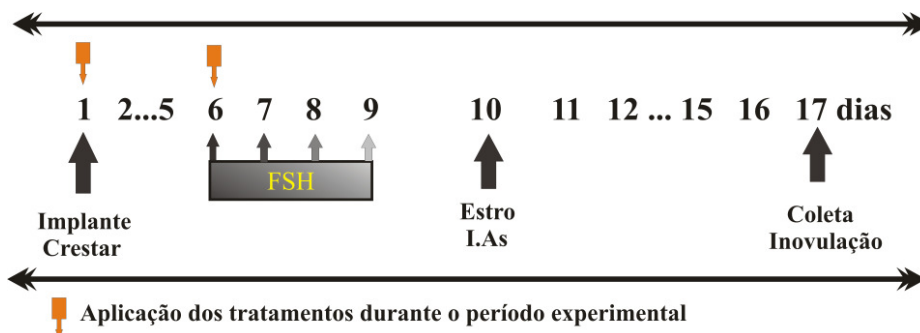 1 2...5 6 7 8 9 10 11 12 ... 15 16 17 dias
FSH
Implante
Crestar
Estro
I.As
Coleta
Inovulação
Aplicação dos tratamentos durante o período experimental